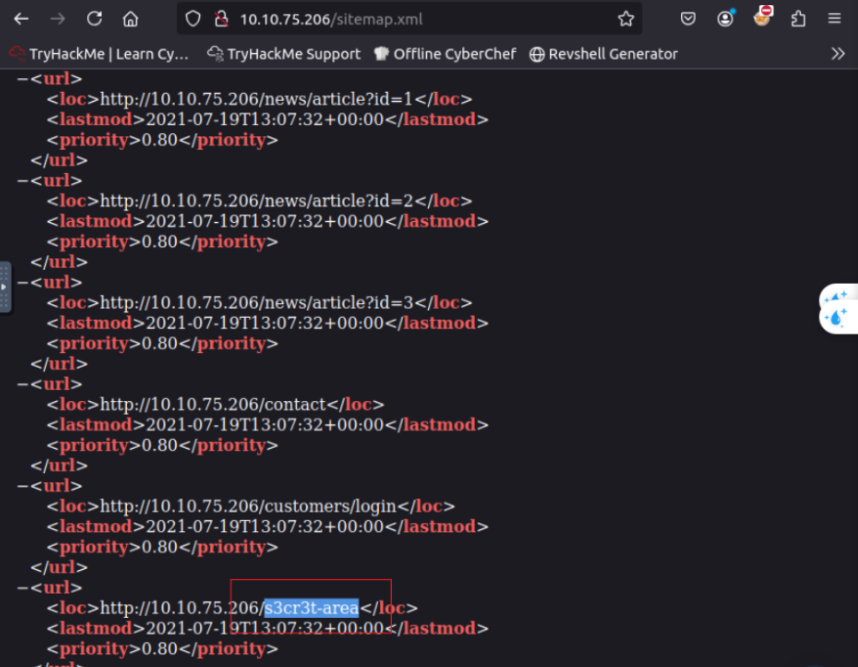 10.10.75.206/sitemap.xml
TryHackMe | Learn Cy... TryHackMe Support Offline CyberChef Revshell Generator
−<url>
<loc>http://10.10.75.206/news/article?id=1</loc>
<lastmod>2021-07-19T13:07:32+00:00</lastmod>
<priority>0.80</priority>
</url>
−<url>
<loc>http://10.10.75.206/news/article?id=2</loc>
<lastmod>2021-07-19T13:07:32+00:00</lastmod>
<priority>0.80</priority>
</url>
−<url>
<loc>http://10.10.75.206/news/article?id=3</loc>
<lastmod>2021-07-19T13:07:32+00:00</lastmod>
<priority>0.80</priority>
</url>
−<url>
<loc>http://10.10.75.206/contact</loc>
<lastmod>2021-07-19T13:07:32+00:00</lastmod>
<priority>0.80</priority>
</url>
−<url>
<loc>http://10.10.75.206/customers/login</loc>
<lastmod>2021-07-19T13:07:32+00:00</lastmod>
<priority>0.80</priority>
</url>
−<url>
<loc>http://10.10.75.206/s3cr3t-area</loc>
<lastmod>2021-07-19T13:07:32+00:00</lastmod>
<priority>0.80</priority>